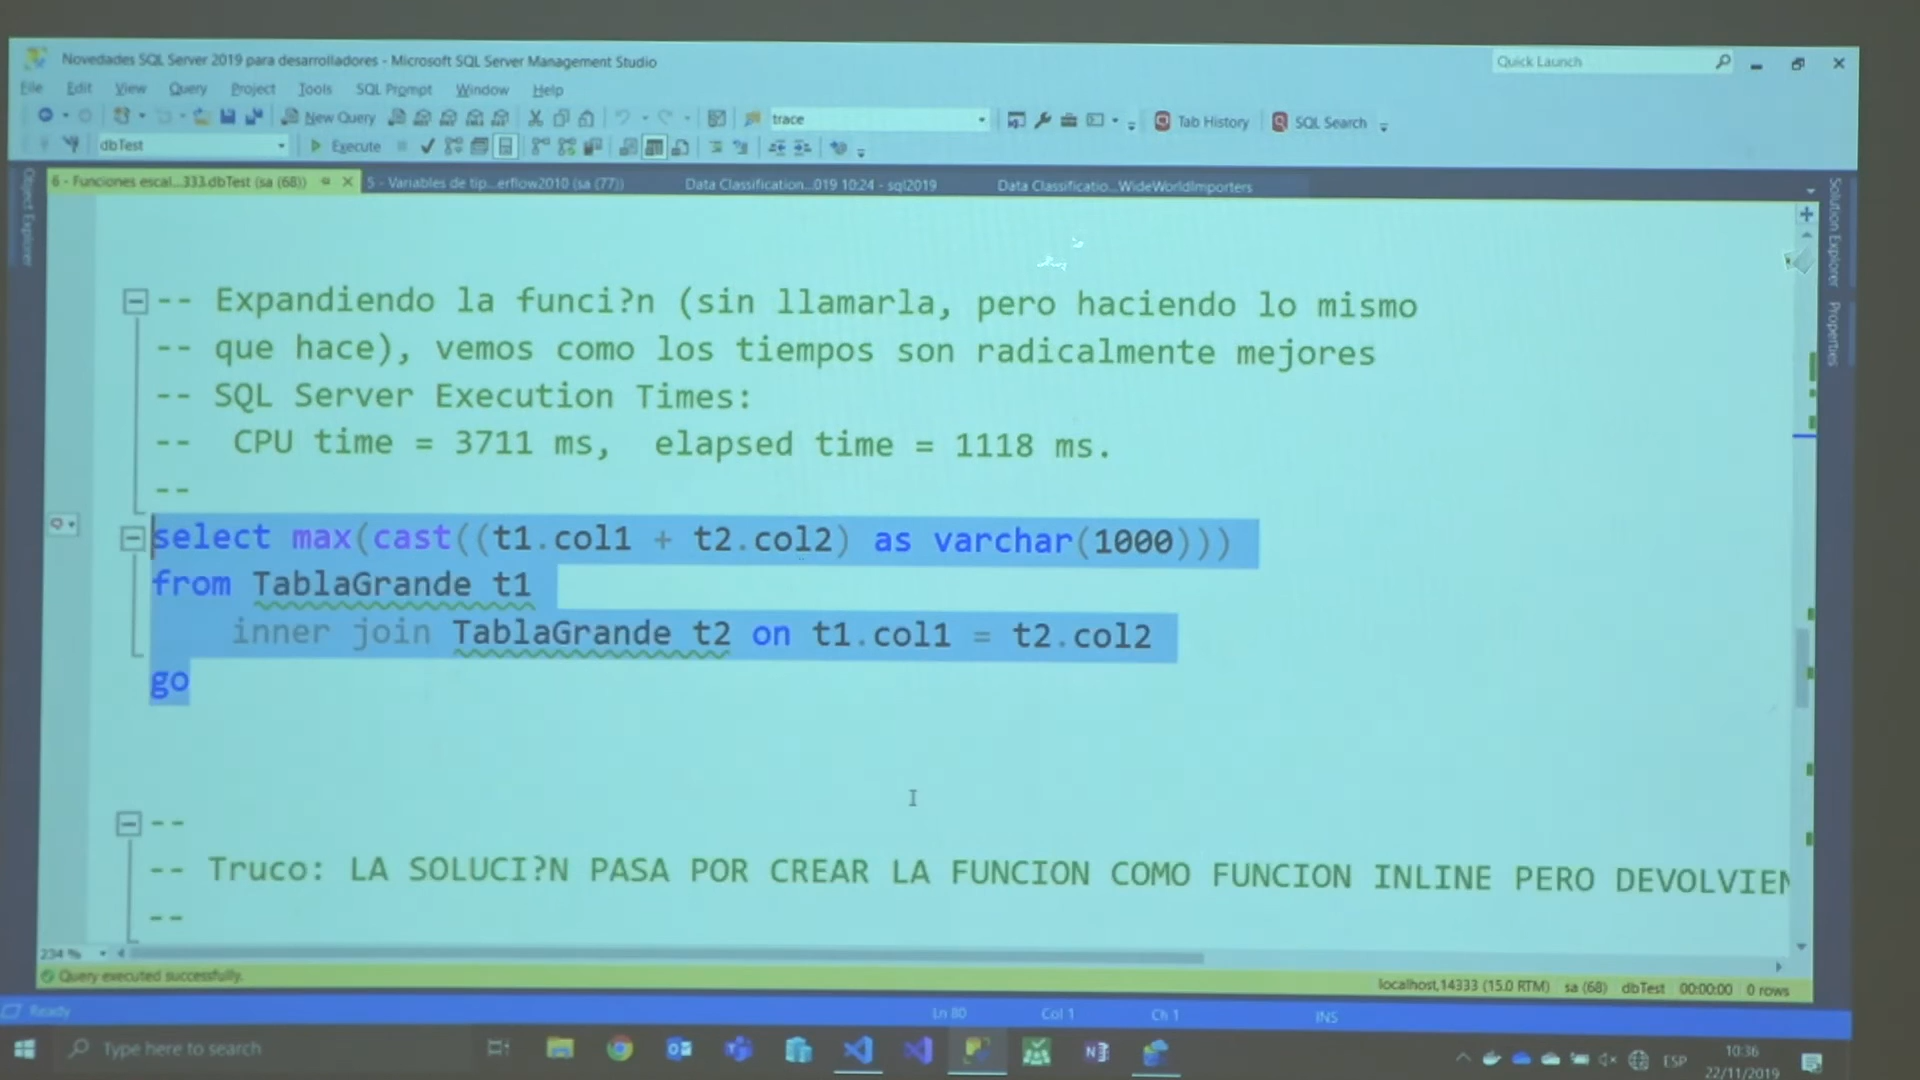 Novedades SQL Server 2019 para desarrolladores - Microsoft SQL Server Management Studio
Quick Launch
File Edit View Query Project Tools SQL Prompt Window Help
New Query
trace
Tab History
SQL Search
dbTest
Execute
6 - Funciones escal...333.dbTest (sa (68))
5 - Variables de tip...erflow2010 (sa (77))
Data Classification...019 10:24 - sql2019
Data Classificatio...WideWorldImporters
Object Explorer
Solution Explorer
Properties
-- Expandiendo la funci?n (sin llamarla, pero haciendo lo mismo
-- que hace), vemos como los tiempos son radicalmente mejores
-- SQL Server Execution Times:
--  CPU time = 3711 ms,  elapsed time = 1118 ms.
--
select max(cast((t1.col1 + t2.col2) as varchar(1000)))
from TablaGrande t1
inner join TablaGrande t2 on t1.col1 = t2.col2
go
--
-- Truco: LA SOLUCI?N PASA POR CREAR LA FUNCION COMO FUNCION INLINE PERO DEVOLVIEN
--
234 %
Query executed successfully.
localhost,14333 (15.0 RTM) sa (68) dbTest 00:00:00 0 rows
Ready
Ln 80
Col 1
Ch 1
INS
Type here to search
ESP
10:36
22/11/2019